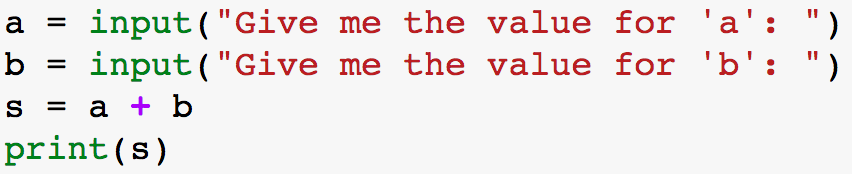 a = input("Give me the value for 'a': ")
b = input("Give me the value for 'b': ")
s = a + b
print(s)